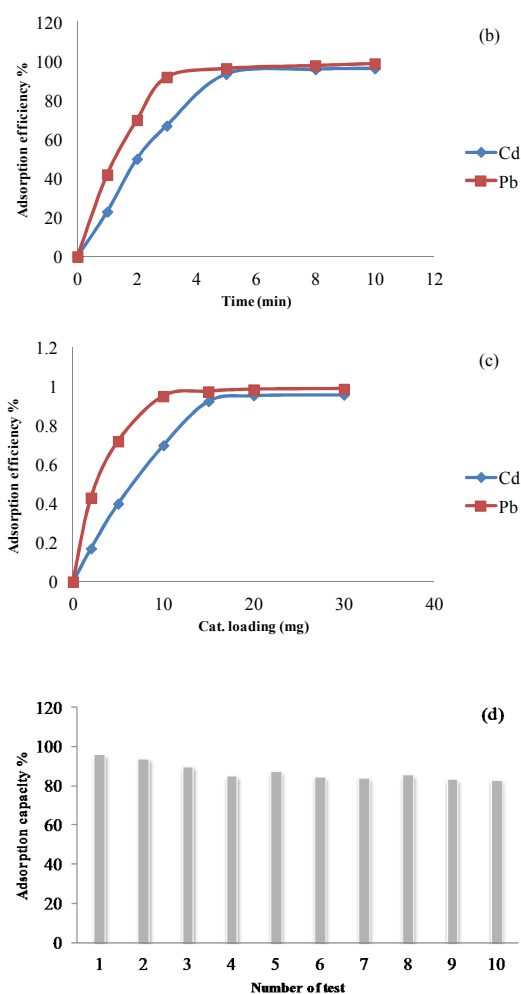 (b)
Adsorption efficiency %
120
100
80
60
40
20
0
0 2 4 6 8 10 12
Time (min)
Cd
Pb
(c)
Adsorption efficiency %
1.2
1
0.8
0.6
0.4
0.2
0
0 10 20 30 40
Cat. loading (mg)
Cd
Pb
(d)
Adsorption capacity %
120
100
80
60
40
20
0
1 2 3 4 5 6 7 8 9 10
Number of test